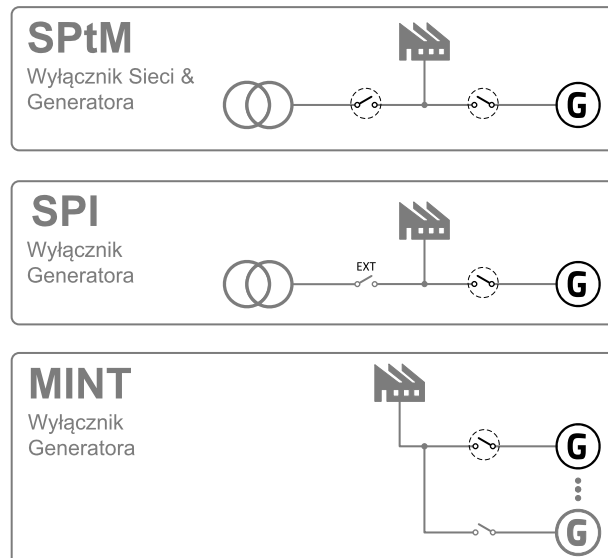 SPtM
Wyłącznik Sieci &
Generatora
G
SPI
Wyłącznik
Generatora
EXT
G
MINT
Wyłącznik
Generatora
G
G